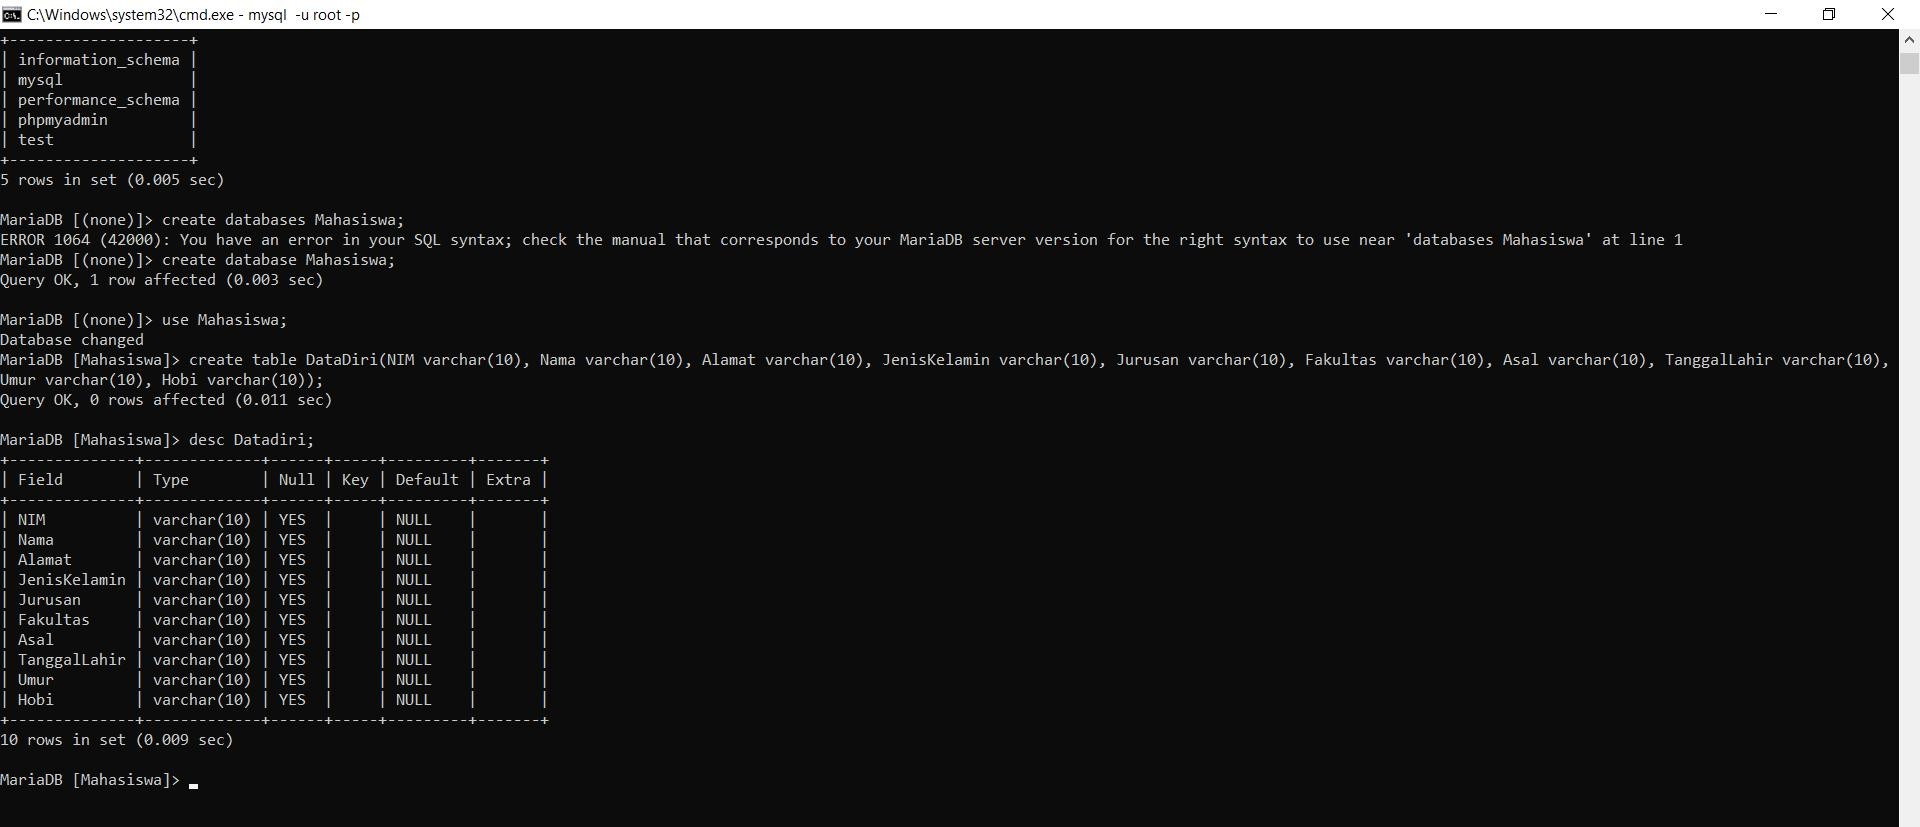 C:\Windows\system32\cmd.exe - mysql  -u root -p
+--------------------+
| information_schema |
| mysql              |
| performance_schema |
| phpmyadmin         |
| test               |
+--------------------+
5 rows in set (0.005 sec)

MariaDB [(none)]> create databases Mahasiswa;
ERROR 1064 (42000): You have an error in your SQL syntax; check the manual that corresponds to your MariaDB server version for the right syntax to use near 'databases Mahasiswa' at line 1
MariaDB [(none)]> create database Mahasiswa;
Query OK, 1 row affected (0.003 sec)

MariaDB [(none)]> use Mahasiswa;
Database changed
MariaDB [Mahasiswa]> create table DataDiri(NIM varchar(10), Nama varchar(10), Alamat varchar(10), JenisKelamin varchar(10), Jurusan varchar(10), Fakultas varchar(10), Asal varchar(10), TanggalLahir varchar(10),
Umur varchar(10), Hobi varchar(10));
Query OK, 0 rows affected (0.011 sec)

MariaDB [Mahasiswa]> desc Datadiri;
+--------------+-------------+------+-----+---------+-------+
| Field        | Type        | Null | Key | Default | Extra |
+--------------+-------------+------+-----+---------+-------+
| NIM          | varchar(10) | YES  |     | NULL    |       |
| Nama         | varchar(10) | YES  |     | NULL    |       |
| Alamat       | varchar(10) | YES  |     | NULL    |       |
| JenisKelamin | varchar(10) | YES  |     | NULL    |       |
| Jurusan      | varchar(10) | YES  |     | NULL    |       |
| Fakultas     | varchar(10) | YES  |     | NULL    |       |
| Asal         | varchar(10) | YES  |     | NULL    |       |
| TanggalLahir | varchar(10) | YES  |     | NULL    |       |
| Umur         | varchar(10) | YES  |     | NULL    |       |
| Hobi         | varchar(10) | YES  |     | NULL    |       |
+--------------+-------------+------+-----+---------+-------+
10 rows in set (0.009 sec)

MariaDB [Mahasiswa]> _